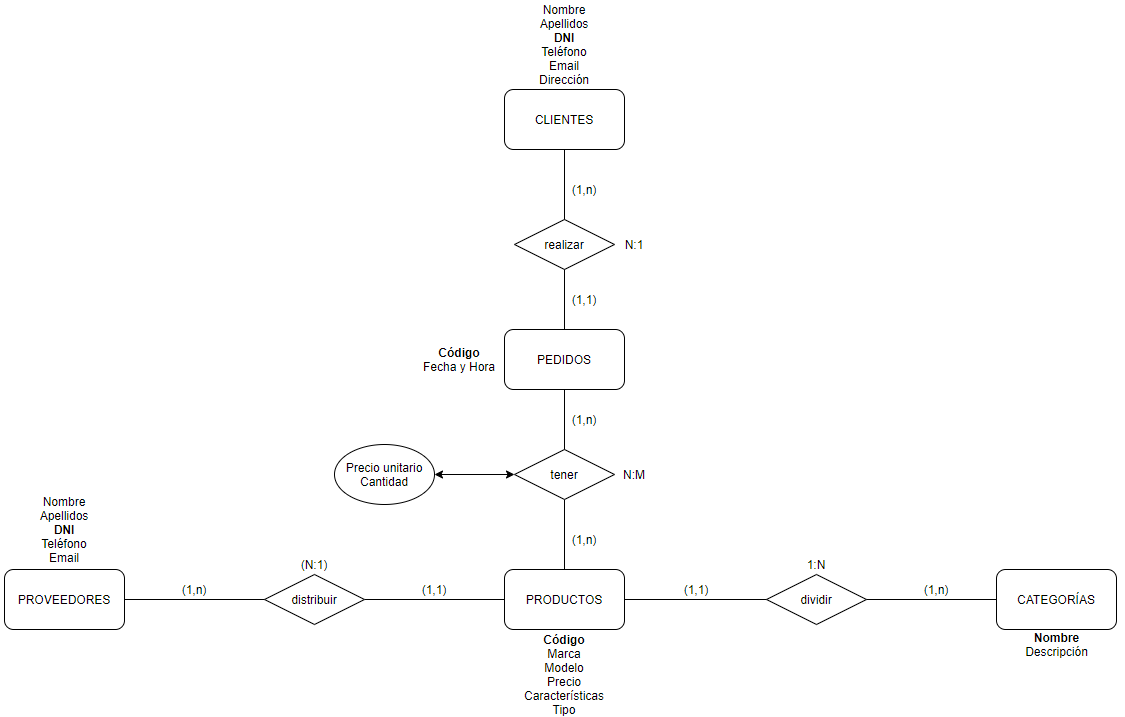 Nombre
Apellidos
DNI
Teléfono
Email
Dirección
CLIENTES
(1,n)
realizar
N:1
(1,1)
Código
Fecha y Hora
PEDIDOS
(1,n)
Precio unitario
Cantidad
tener
N:M
(1,n)
Nombre
Apellidos
DNI
Teléfono
Email
PROVEEDORES
(1,n)
(N:1)
distribuir
(1,1)
PRODUCTOS
Código
Marca
Modelo
Precio
Características
Tipo
(1,1)
1:N
dividir
(1,n)
CATEGORÍAS
Nombre
Descripción